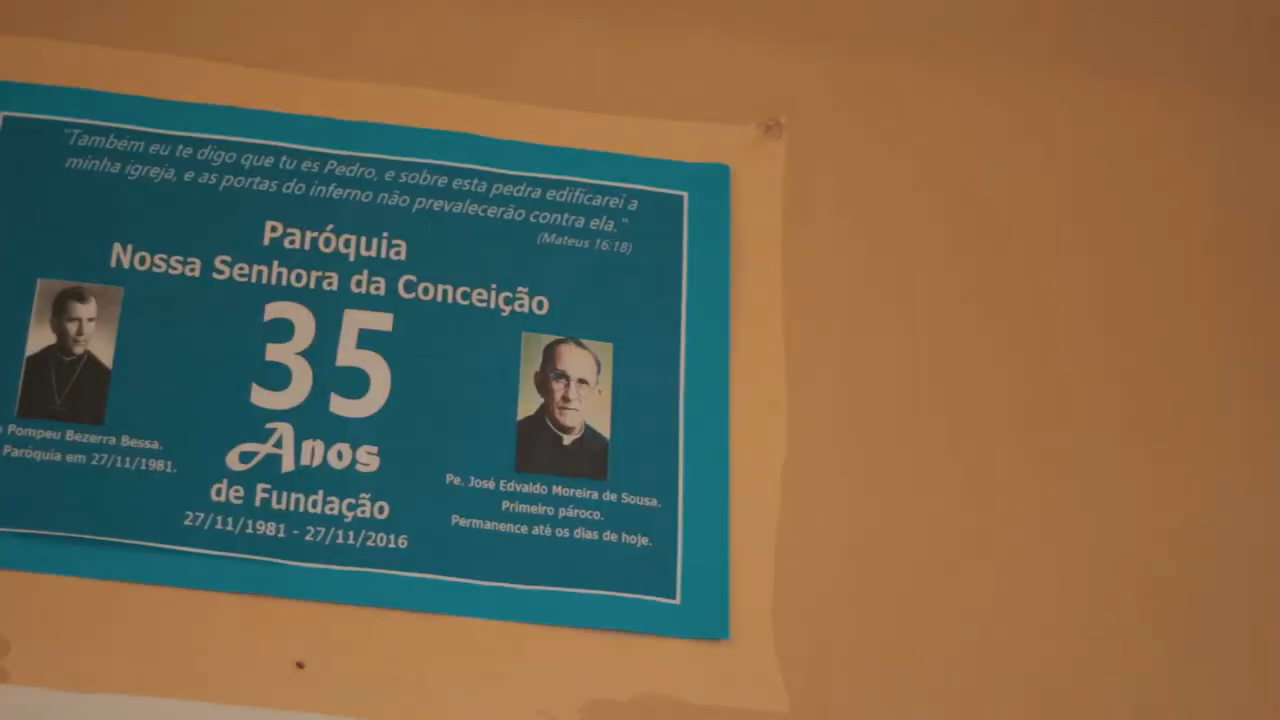 "Também eu te digo que tu es Pedro, e sobre esta pedra edificarei a
minha igreja, e as portas do inferno não prevalecerão contra ela."
(Mateus 16:18)
Paróquia
Nossa Senhora da Conceição
35
Anos
de Fundação
27/11/1981 - 27/11/2016
Pompeu Bezerra Bessa.
Paróquia em 27/11/1981.
Pe. José Edvaldo Moreira de Sousa.
Primeiro pároco.
Permanence até os dias de hoje.